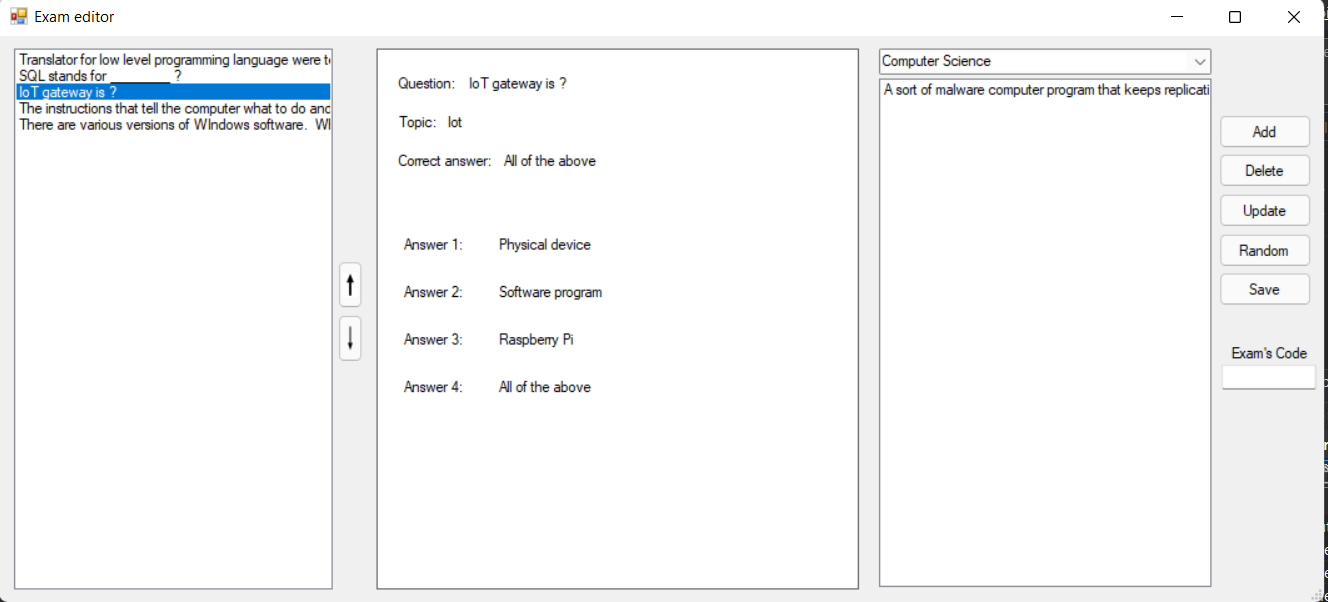 Exam editor
Translator for low level programming language were
SQL stands for _________ ?
IoT gateway is ?
The instructions that tell the computer what to do
There are various versions of WIndows software.
Question: IoT gateway is ?
Topic: Iot
Correct answer: All of the above
Answer 1: Physical device
Answer 2: Software program
Answer 3: Raspberry Pi
Answer 4: All of the above
Computer Science
A sort of malware computer program that keeps
Add
Delete
Update
Random
Save
Exam's Code